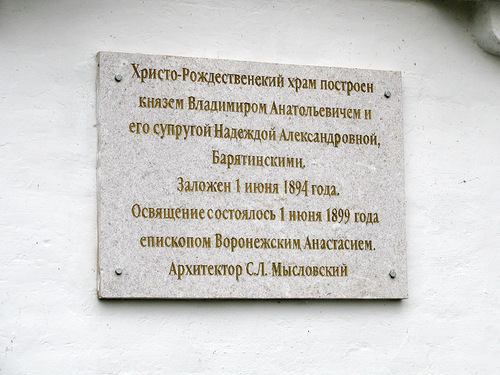 Христо-Рождественский храм построен
князем Владимиром Анатольевичем и
его супругой Надеждой Александровной,
Барятинскими.
Заложен 1 июня 1894 года.
Освящение состоялось 1 июня 1899 года
епископом Воронежским Анастасием.
Архитектор С.Л. Мысловский